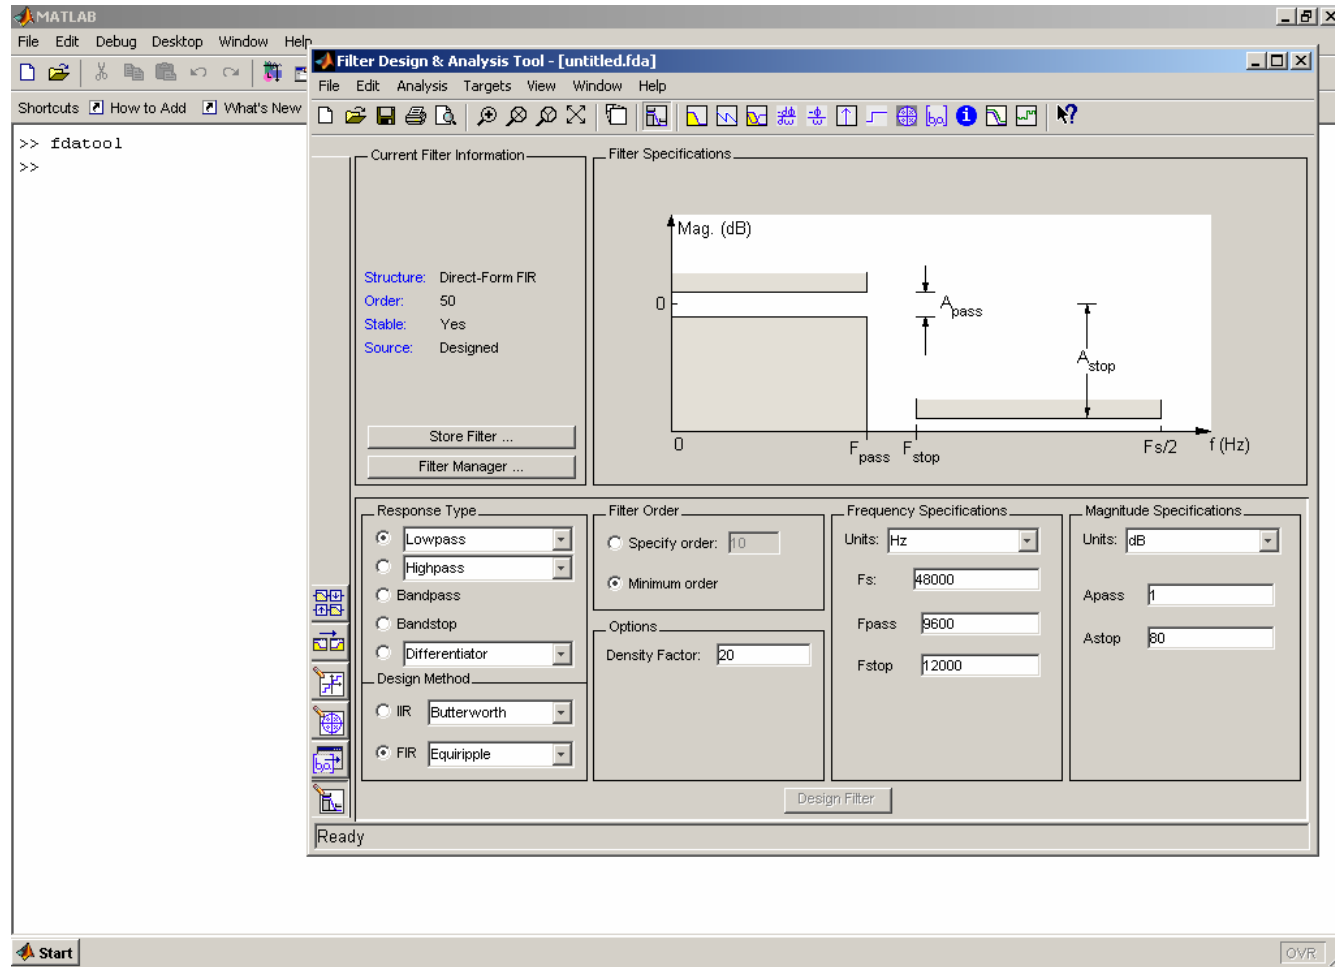 MATLAB
File Edit Debug Desktop Window Help
Shortcuts How to Add What's New
>> fdatool
>>
Filter Design & Analysis Tool - [untitled.fda]
File Edit Analysis Targets View Window Help
Current Filter Information
Structure: Direct-Form FIR
Order: 50
Stable: Yes
Source: Designed
Store Filter ...
Filter Manager ...
Filter Specifications
Mag. (dB)
0
Apass
Astop
0 Fpass Fstop Fs/2 f (Hz)
Response Type
Lowpass
Highpass
Bandpass
Bandstop
Differentiator
Design Method
IIR Butterworth
FIR Equiripple
Filter Order
Specify order: 10
Minimum order
Options
Density Factor: 20
Frequency Specifications
Units: Hz
Fs: 48000
Fpass 9600
Fstop 12000
Magnitude Specifications
Units: dB
Apass 1
Astop 80
Design Filter
Ready
Start
OVR